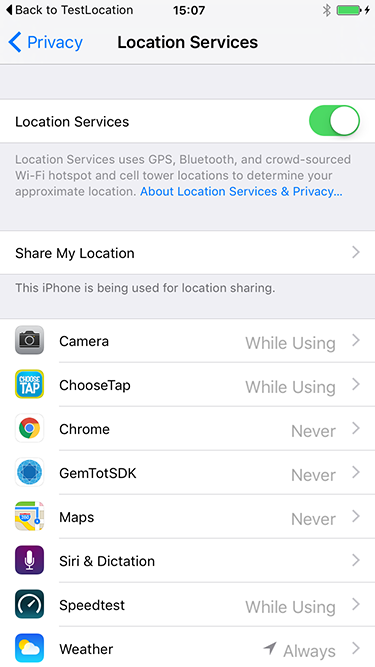 Back to TestLocation 15:07
Privacy Location Services
Location Services
Location Services uses GPS, Bluetooth, and crowd-sourced
Wi-Fi hotspot and cell tower locations to determine your
approximate location. About Location Services & Privacy...
Share My Location
This iPhone is being used for location sharing.
Camera While Using
CHOOSE
TAP
ChooseTap While Using
Chrome Never
GemTotSDK Never
280
Maps Never
Siri & Dictation
Speedtest While Using
Weather Always